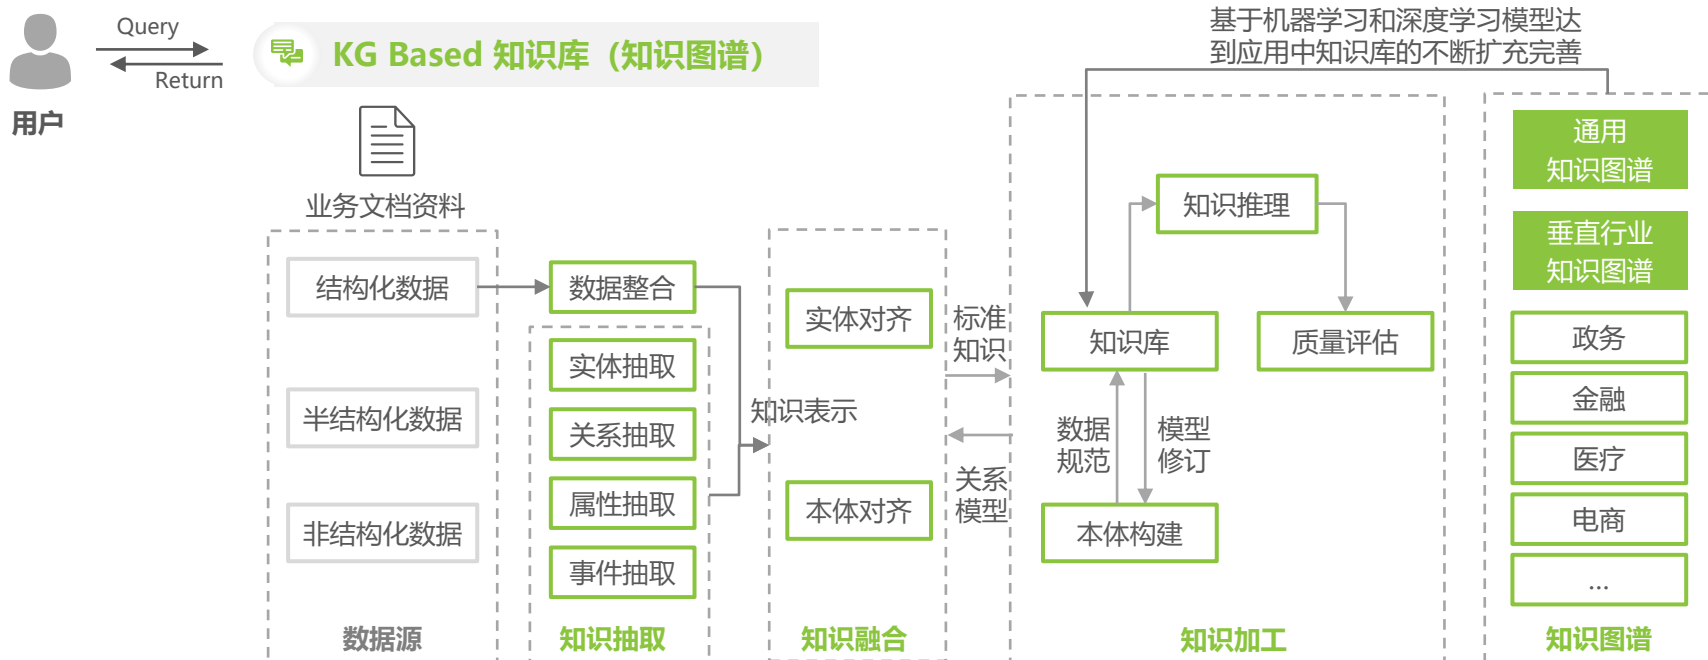 Query
Return
用户
KG Based 知识库（知识图谱）
基于机器学习和深度学习模型达
到应用中知识库的不断扩充完善
业务文档资料
结构化数据
半结构化数据
非结构化数据
数据源
数据整合
实体抽取
关系抽取
属性抽取
事件抽取
知识抽取
知识表示
实体对齐
本体对齐
知识融合
标准
知识
关系
模型
知识推理
知识库
质量评估
数据
规范
模型
修订
本体构建
知识加工
通用
知识图谱
垂直行业
知识图谱
政务
金融
医疗
电商
...
知识图谱